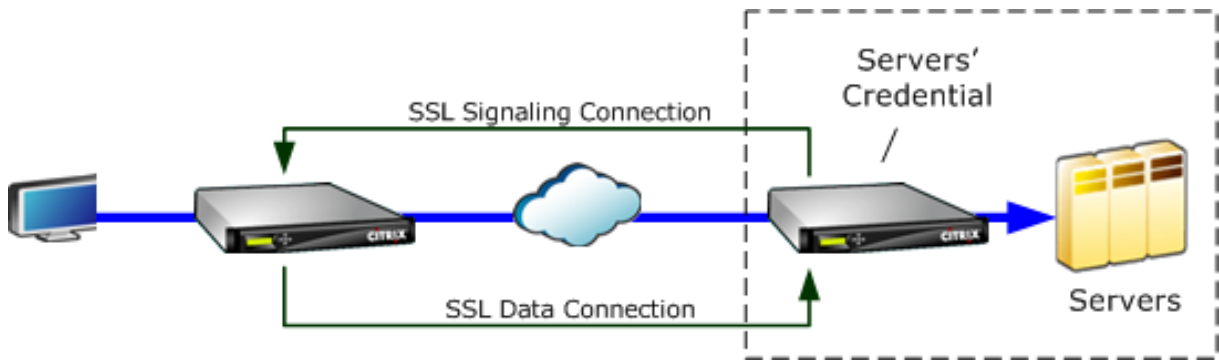 Servers'
Credential
SSL Signaling Connection
CITRIX
CITRIX
SSL Data Connection
Servers